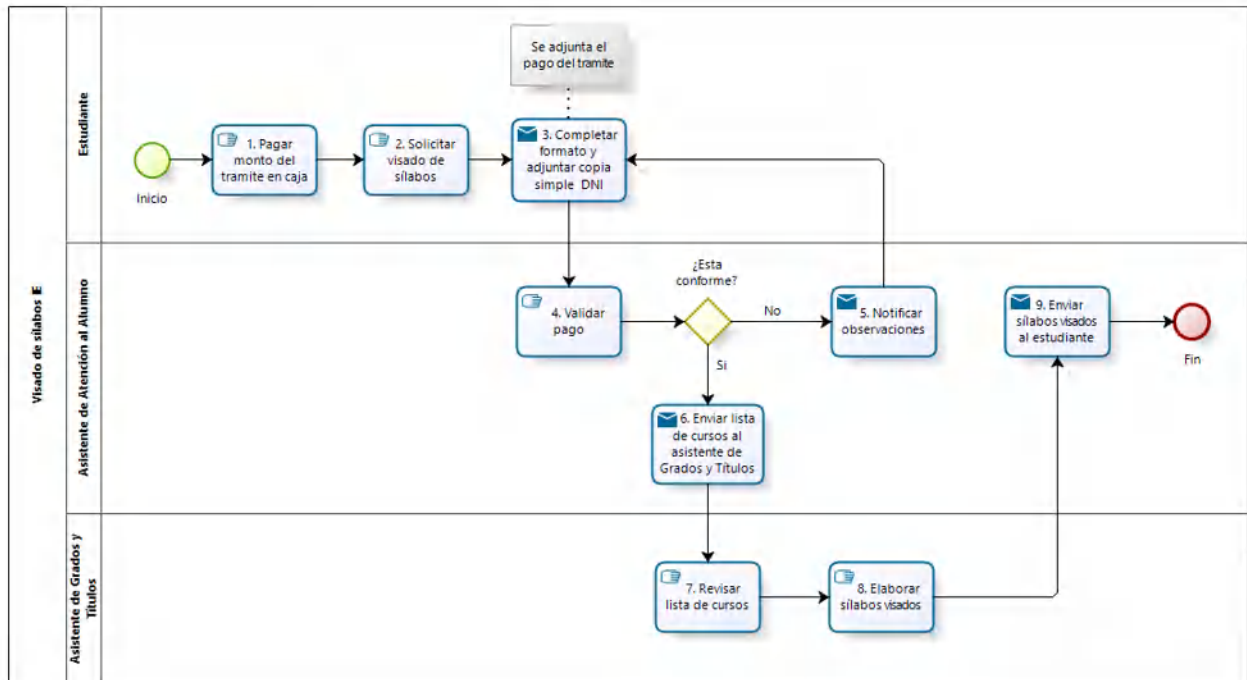 Visado de sílabos IE
Estudiante
Se adjunta el
pago del tramite
Inicio
1. Pagar
monto del
tramite en caja
2. Solicitar
visado de
sílabos
3. Completar
formato y
adjuntar copia
simple DNI
Asistente de Atención al Alumno
4. Validar
pago
¿Esta
conforme?
No
Si
5. Notificar
observaciones
6. Enviar lista
de cursos al
asistente de
Grados y Títulos
9. Enviar
sílabos visados
al estudiante
Fin
Asistente de Grados y
Títulos
7. Revisar
lista de cursos
8. Elaborar
sílabos visados